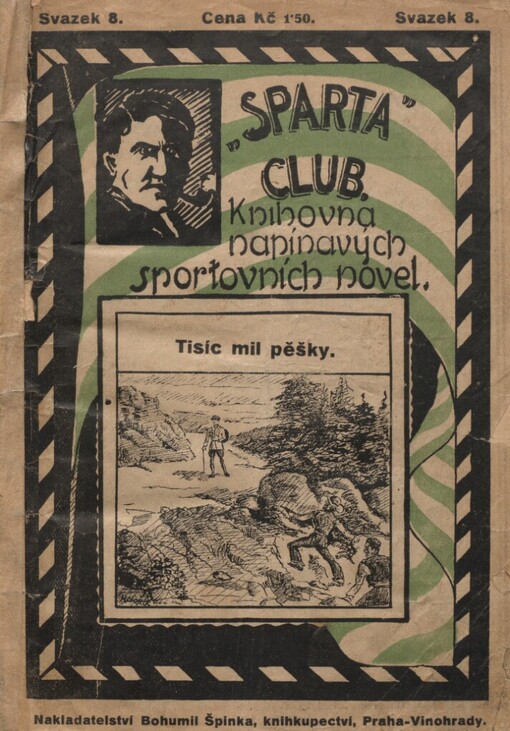 Svazek 8. Cena Kč 1·50. Svazek 8.
„SPARTA”
CLUB.
Knihovna
napínavých
sportovních novel.
Tisíc mil pěšky.
Nakladatelství Bohumil Špinka, knihkupectví, Praha-Vinohrady.